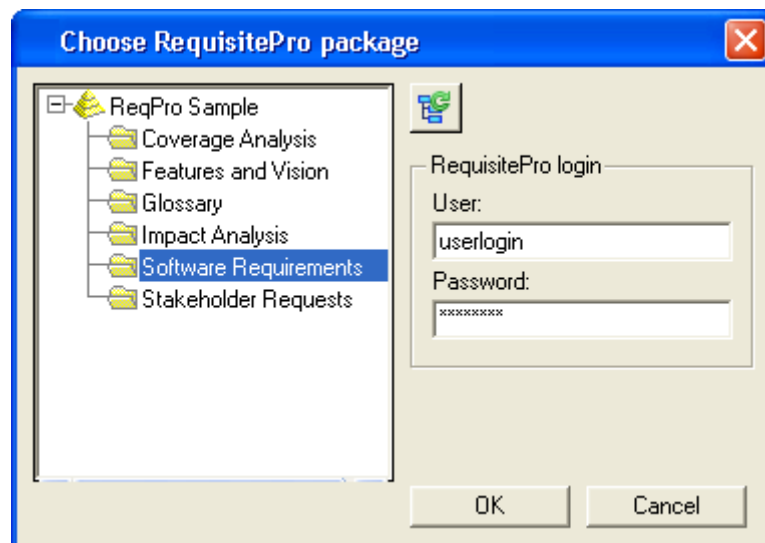 Choose RequisitePro package
ReqPro Sample
Coverage Analysis
Features and Vision
Glossary
Impact Analysis
Software Requirements
Stakeholder Requests
RequisitePro login
User:
userlogin
Password:
xxxxxxxx
OK
Cancel